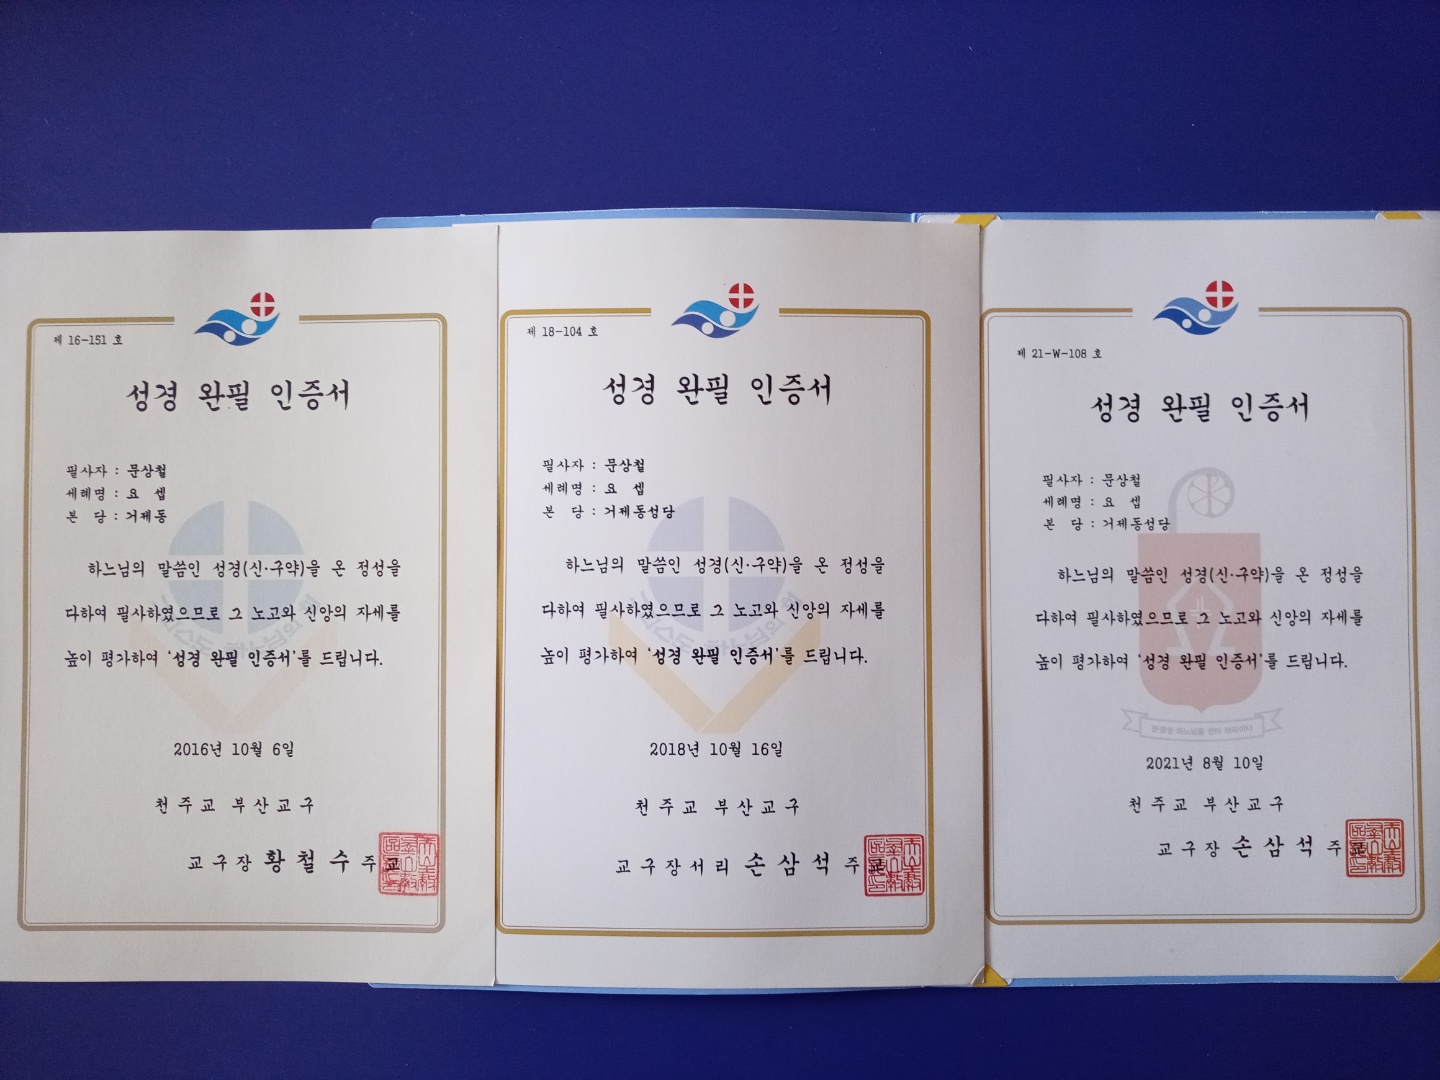 제 16-151 호
성경 완필 인증서
필사자 : 문상철
세례명 : 요 셉
본 당 : 거제동
하느님의 말씀인 성경(신·구약)을 온 정성을
다하여 필사하였으므로 그 노고와 신앙의 자세를
높이 평가하여 '성경 완필 인증서'를 드립니다.
2016년 10월 6일
천 주 교 부 산 교 구
교 구 장 황 철 수 주 교
제 18-104 호
성경 완필 인증서
필사자 : 문상철
세례명 : 요 셉
본 당 : 거제동성당
하느님의 말씀인 성경(신·구약)을 온 정성을
다하여 필사하였으므로 그 노고와 신앙의 자세를
높이 평가하여 '성경 완필 인증서'를 드립니다.
2018년 10월 16일
천 주 교 부 산 교 구
교 구 장 서 리 손 삼 석 주 교
제 21-W-108 호
성경 완필 인증서
필사자 : 문상철
세례명 : 요 셉
본 당 : 거제동성당
하느님의 말씀인 성경(신·구약)을 온 정성을
다하여 필사하였으므로 그 노고와 신앙의 자세를
높이 평가하여 '성경 완필 인증서'를 드립니다.
2021년 8월 10일
천 주 교 부 산 교 구
교 구 장 손 삼 석 주 교